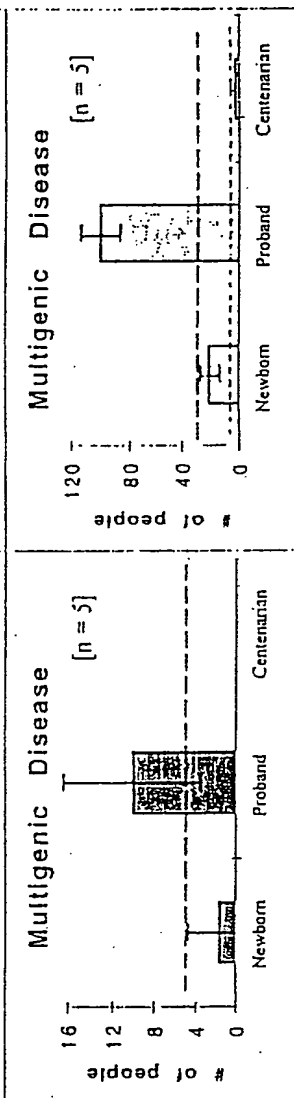 Multigenic Disease
[n = 5]
# of people
16
12
8
4
0
Newborn
Proband
Centenarian
Multigenic Disease
[n = 5]
# of people
120
80
40
0
Newborn
Proband
Centenarian